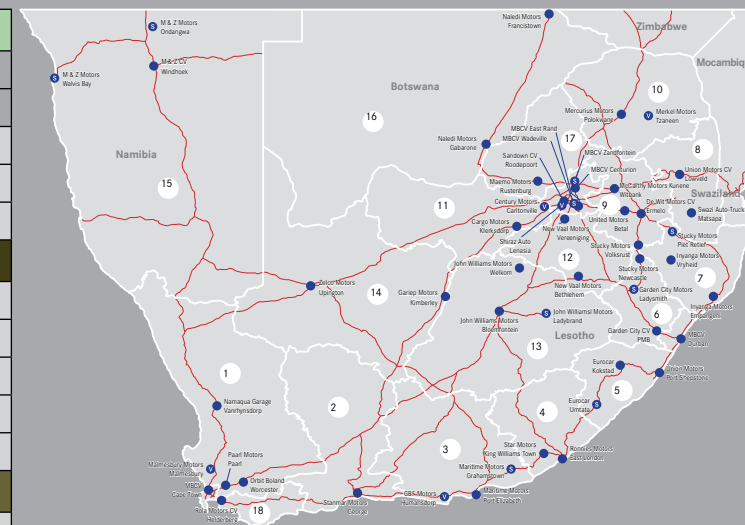 Naledi Motors
Francistown
Zimbabwe
Mocambiq
M & Z Motors
Ondangwa
M & Z CV
Windhoek
M & Z Motors
Walvis Bay
Botswana
Namibia
16
15
10
Mercurius Motors
Polokwane
Merkel Motors
Tzaneen
MBCV East Rand
MBCV Wadeville
17
8
Naledi Motors
Gabarone
Sandown CV
Roodepoort
MBCV Zandfontein
MBCV Centurion
Union Motors CV
Lowveld
Maemo Motors
Rustenburg
McCarthy Motors Kunene
Witbank
Swaziland
Century Motors
Carltonville
9
De Wit Motors CV
Ermelo
Swazi Auto-Truck
Matsapa
11
Cargo Motors
Klerksdorp
New Vaal Motors
Vereeniging
United Motors
Betal
Stucky Motors
Piet Retief
Shiraz Auto
Lenasia
Stucky Motors
Volksrust
Inyanga Motors
Vryheid
John Williams Motors
Welkom
12
Stucky Motors
Newcastle
7
Zelco Motors
Upington
14
Gariep Motors
Kimberley
New Vaal Motors
Bethlehem
Garden City Motors
Ladysmith
Inyanga Motors
Empangeni
John Williams Motors
Bloemfontein
John Williamsl Motors
Ladybrand
6
Lesotho
Garden City CV
PMB
MBCV
Durban
13
1
Eurocar
Kokstad
Union Motors
Port Shepstone
5
2
Namaqua Garage
Vanrhynsdorp
Eurocar
Umtata
4
3
Star Motors
King Williams Town
Ronnies Motors
East London
Malmesbury Motors
Malmesbury
Paarl Motors
Paarl
Maritime Motors
Grahamstown
MBCV
Cape Town
Orbit Boland
Worcester
Rola Motors CV
Helderberg
18
Stanmar Motors
George
GBS Motors
Humansdorp
Maritime Motors
Port Elizabeth